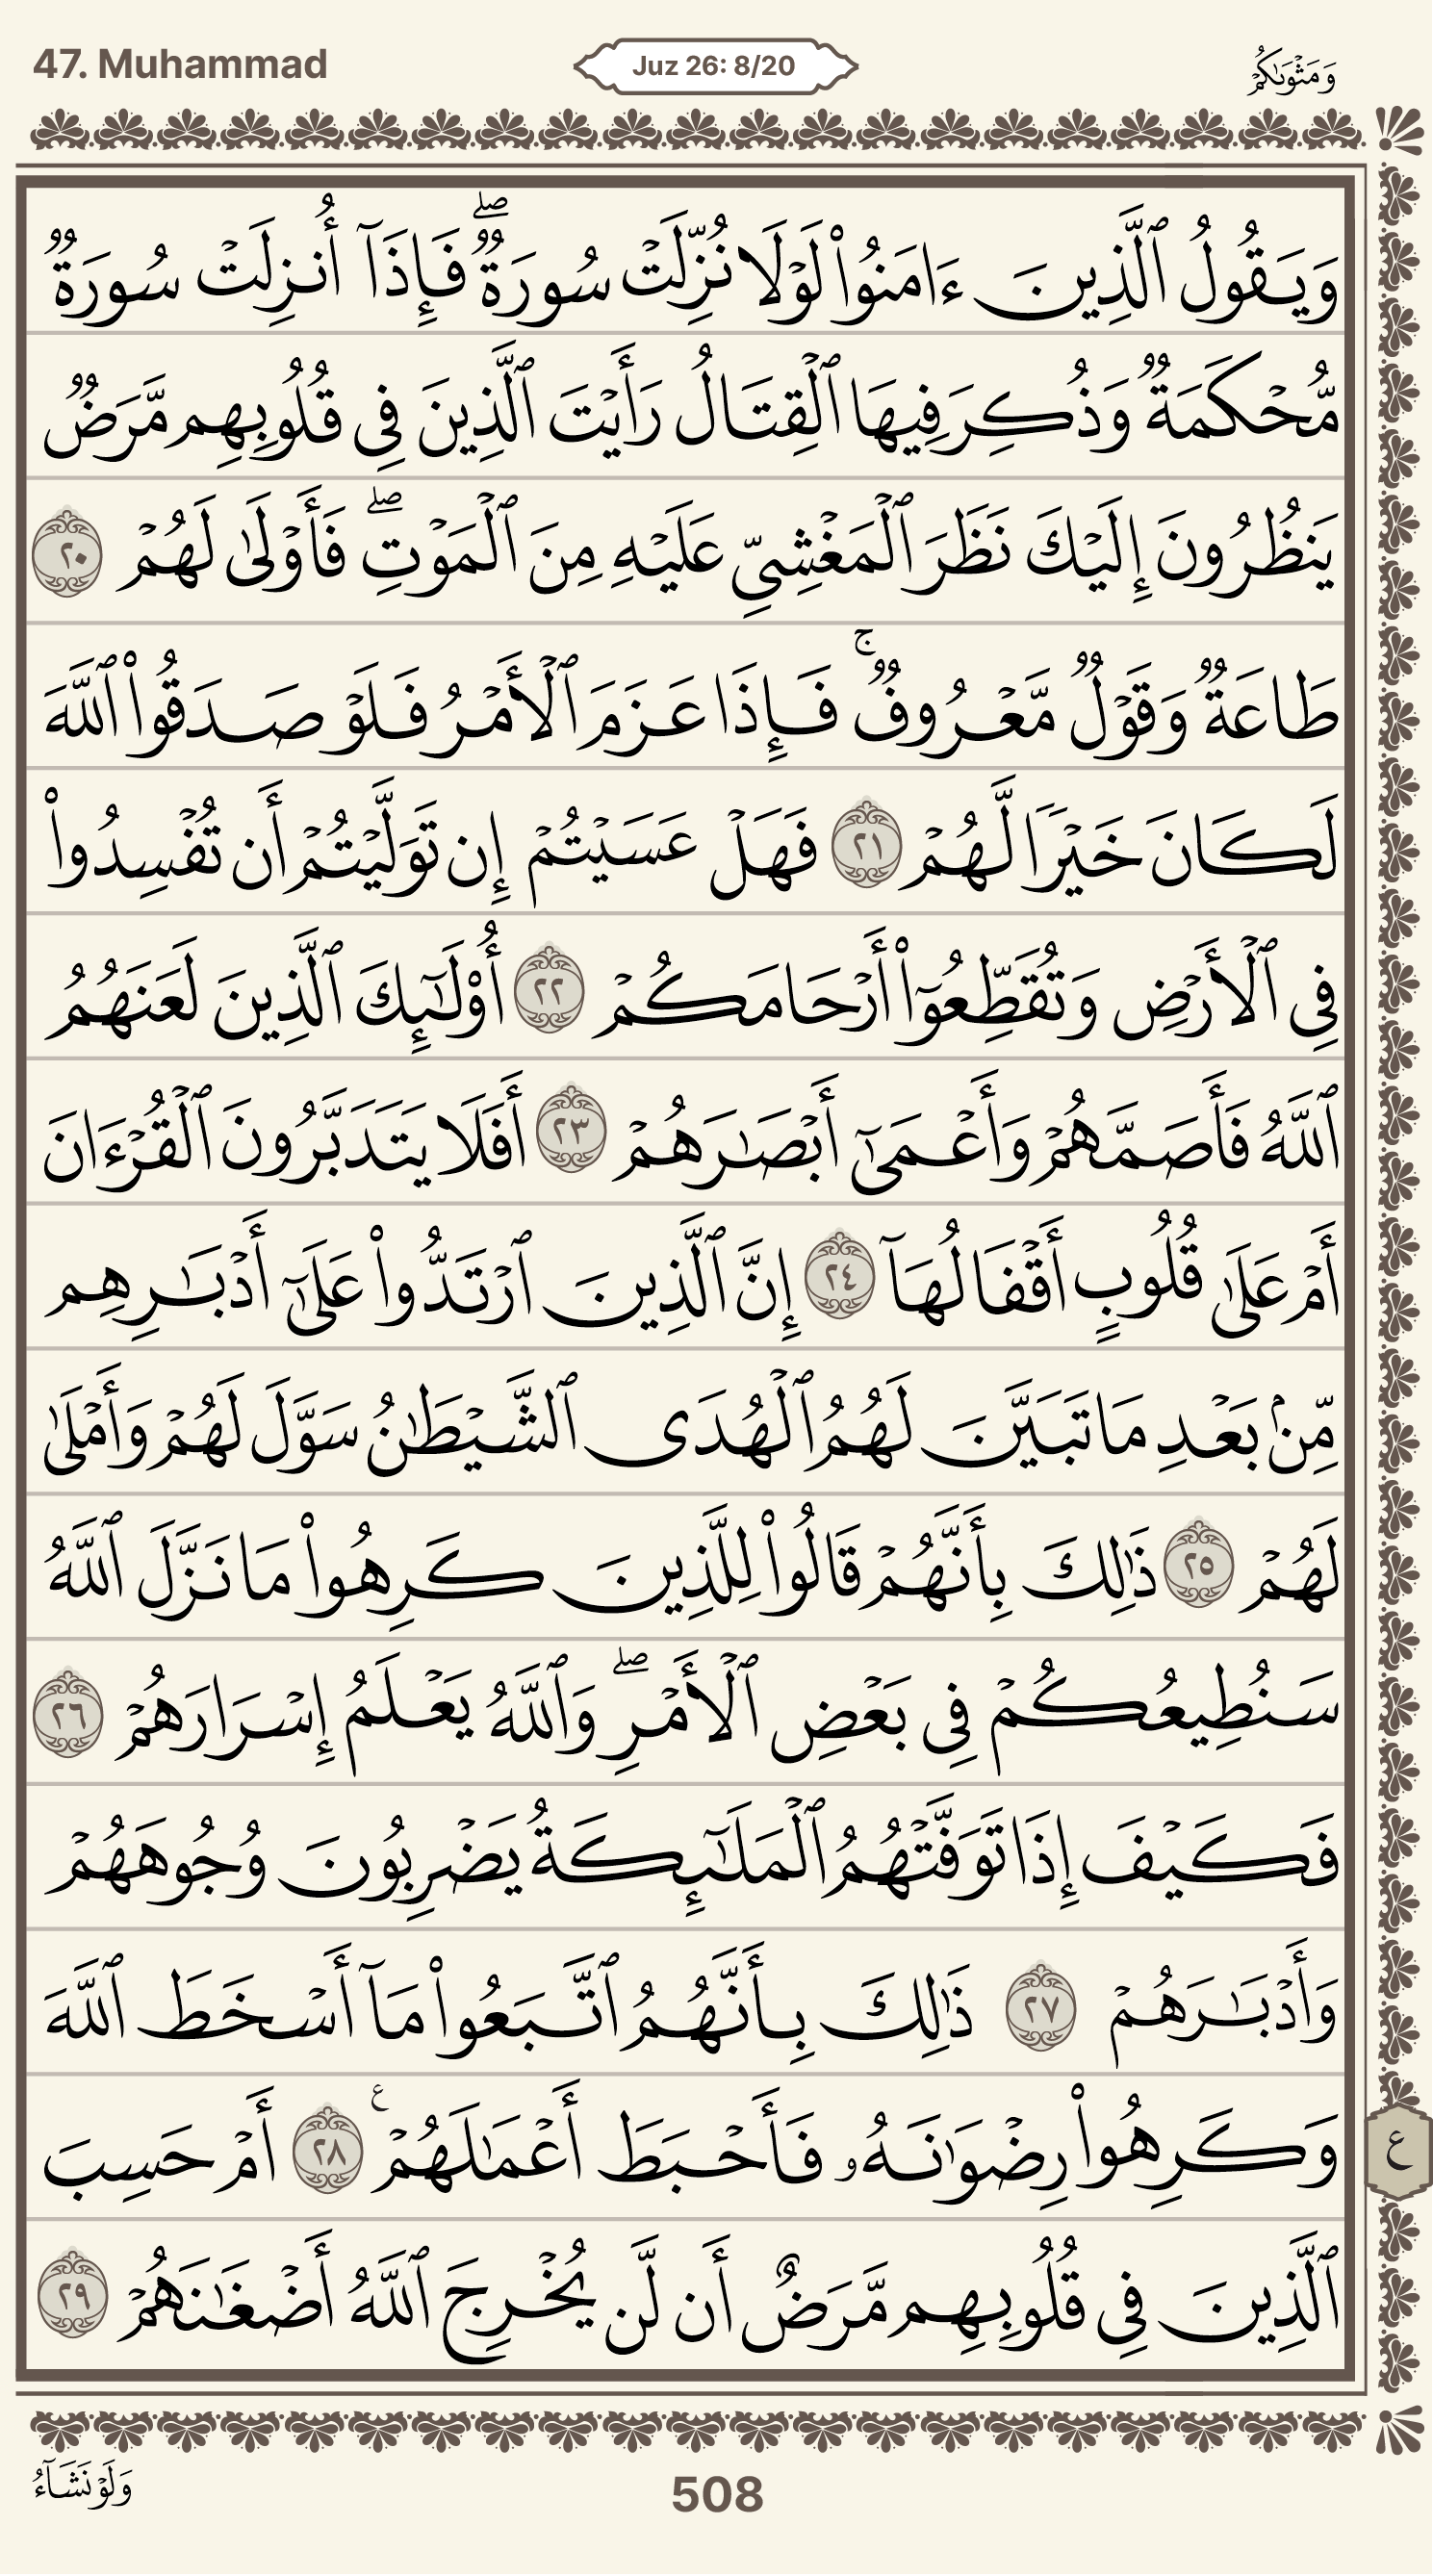 47. Muhammad
Juz 26: 8/20
وَمَثْوَىٰكُمْ
وَيَقُولُ ٱلَّذِينَ ءَامَنُوا۟ لَوْلَا نُزِّلَتْ سُورَةٌ ۖ فَإِذَآ أُنزِلَتْ سُورَةٌ
مُّحْكَمَةٌ وَذُكِرَ فِيهَا ٱلْقِتَالُ رَأَيْتَ ٱلَّذِينَ فِى قُلُوبِهِم مَّرَضٌ
يَنظُرُونَ إِلَيْكَ نَظَرَ ٱلْمَغْشِىِّ عَلَيْهِ مِنَ ٱلْمَوْتِ ۖ فَأَوْلَىٰ لَهُمْ ٢٠
طَاعَةٌ وَقَوْلٌ مَّعْرُوفٌ ۚ فَإِذَا عَزَمَ ٱلْأَمْرُ فَلَوْ صَدَقُوا۟ ٱللَّهَ
لَكَانَ خَيْرًا لَّهُمْ ٢١ فَهَلْ عَسَيْتُمْ إِن تَوَلَّيْتُمْ أَن تُفْسِدُوا۟
فِى ٱلْأَرْضِ وَتُقَطِّعُوٓا۟ أَرْحَامَكُمْ ٢٢ أُو۟لَـٰٓئِكَ ٱلَّذِينَ لَعَنَهُمُ
ٱللَّهُ فَأَصَمَّهُمْ وَأَعْمَىٰٓ أَبْصَـٰرَهُمْ ٢٣ أَفَلَا يَتَدَبَّرُونَ ٱلْقُرْءَانَ
أَمْ عَلَىٰ قُلُوبٍ أَقْفَالُهَآ ٢٤ إِنَّ ٱلَّذِينَ ٱرْتَدُّوا۟ عَلَىٰٓ أَدْبَـٰرِهِم
مِّنۢ بَعْدِ مَا تَبَيَّنَ لَهُمُ ٱلْهُدَى ٱلشَّيْطَـٰنُ سَوَّلَ لَهُمْ وَأَمْلَىٰ
لَهُمْ ٢٥ ذَٰلِكَ بِأَنَّهُمْ قَالُوا۟ لِلَّذِينَ كَرِهُوا۟ مَا نَزَّلَ ٱللَّهُ
سَنُطِيعُكُمْ فِى بَعْضِ ٱلْأَمْرِ ۖ وَٱللَّهُ يَعْلَمُ إِسْرَارَهُمْ ٢٦
فَكَيْفَ إِذَا تَوَفَّتْهُمُ ٱلْمَلَـٰٓئِكَةُ يَضْرِبُونَ وُجُوهَهُمْ
وَأَدْبَـٰرَهُمْ ٢٧ ذَٰلِكَ بِأَنَّهُمُ ٱتَّبَعُوا۟ مَآ أَسْخَطَ ٱللَّهَ
وَكَرِهُوا۟ رِضْوَٰنَهُۥ فَأَحْبَطَ أَعْمَـٰلَهُمْ ع ٢٨ أَمْ حَسِبَ
ع
ٱلَّذِينَ فِى قُلُوبِهِم مَّرَضٌ أَن لَّن يُخْرِجَ ٱللَّهُ أَضْغَـٰنَهُمْ ٢٩
وَلَوْ نَشَآءُ
508